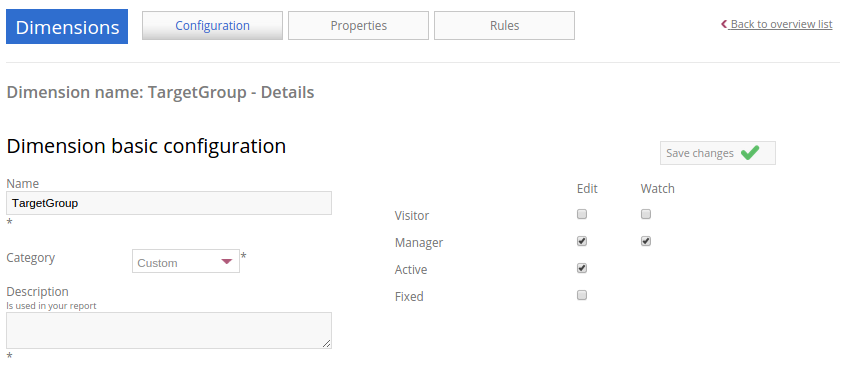 Dimensions Configuration Properties Rules Back to overview list
Dimension name: TargetGroup - Details
Dimension basic configuration
Save changes
Name
TargetGroup
*
Category Custom *
Description
Is used in your report
*
Edit Watch
Visitor
Manager
Active
Fixed